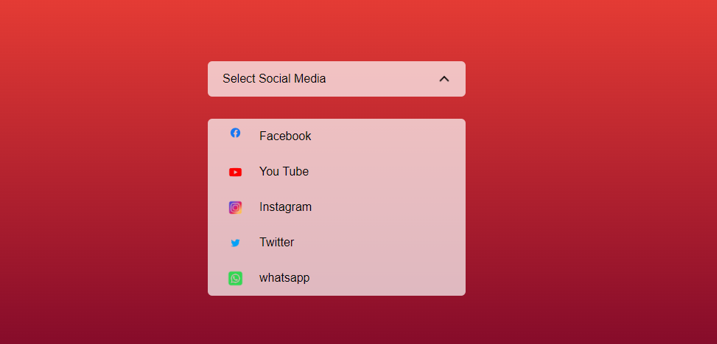 Select Social Media
Facebook
You Tube
Instagram
Twitter
whatsapp